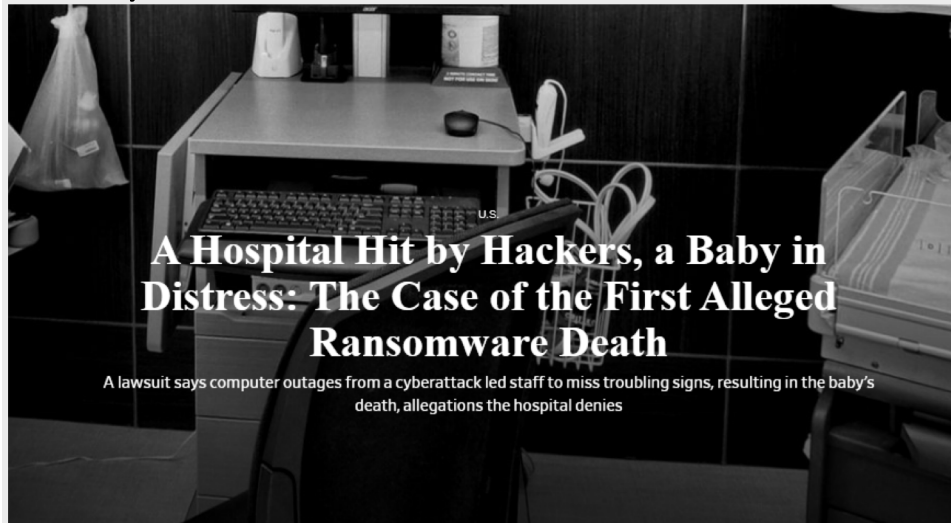 acer
U.S.
A Hospital Hit by Hackers, a Baby in
Distress: The Case of the First Alleged
Ransomware Death
A lawsuit says computer outages from a cyberattack led staff to miss troubling signs, resulting in the baby's
death, allegations the hospital denies